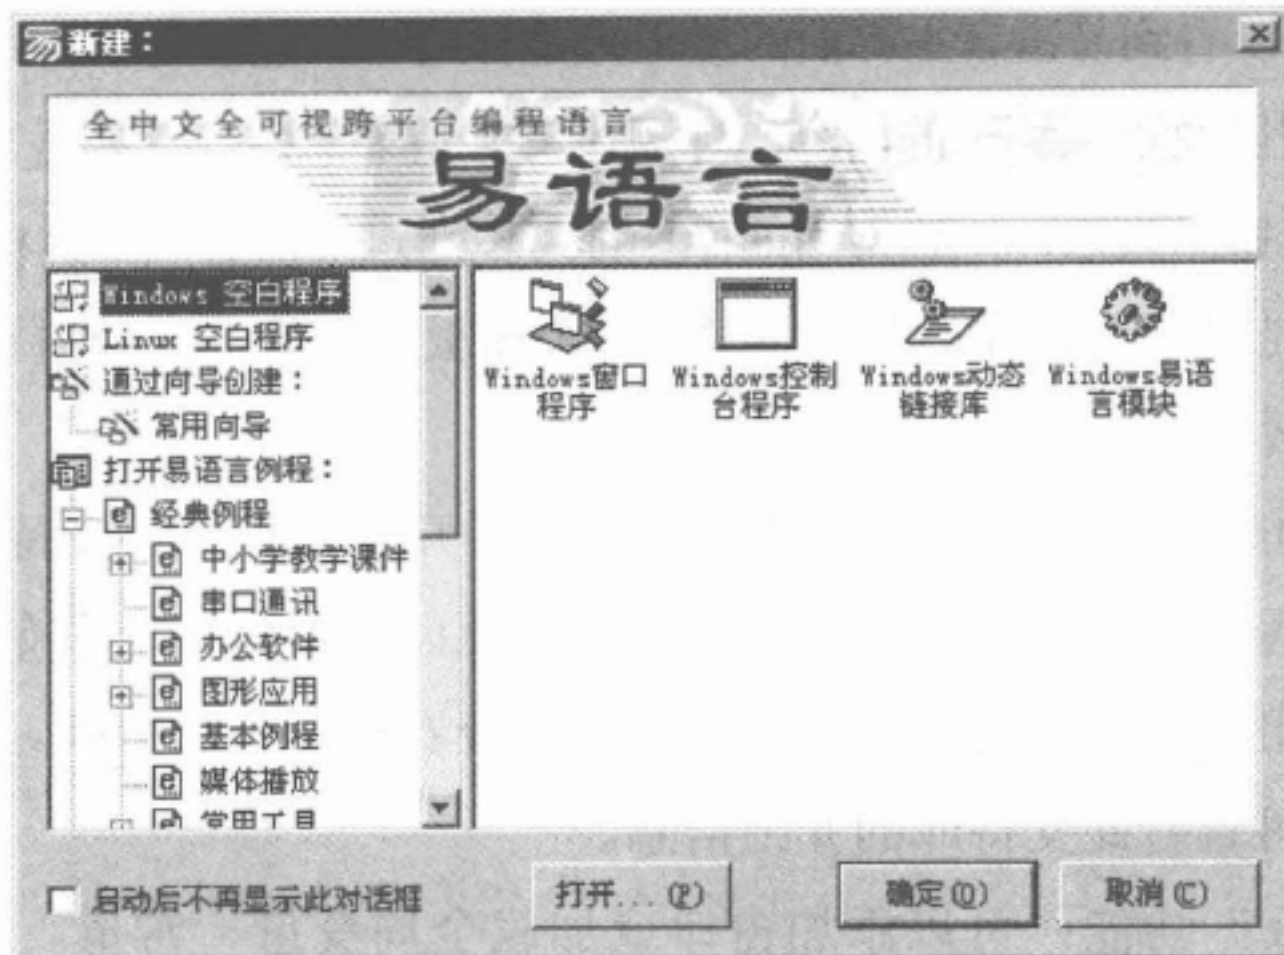 易 新建：
全中文全可视跨平台编程语言
易语言
Windows 空白程序
Linux 空白程序
通过向导创建：
常用向导
打开易语言例程：
经典例程
中小学教学课件
串口通讯
办公软件
图形应用
基本例程
媒体播放
常用工具
Windows窗口
程序
Windows控制
台程序
Windows动态
链接库
Windows易语
言模块
启动后不再显示此对话框
打开... (P)
确定(O)
取消(C)